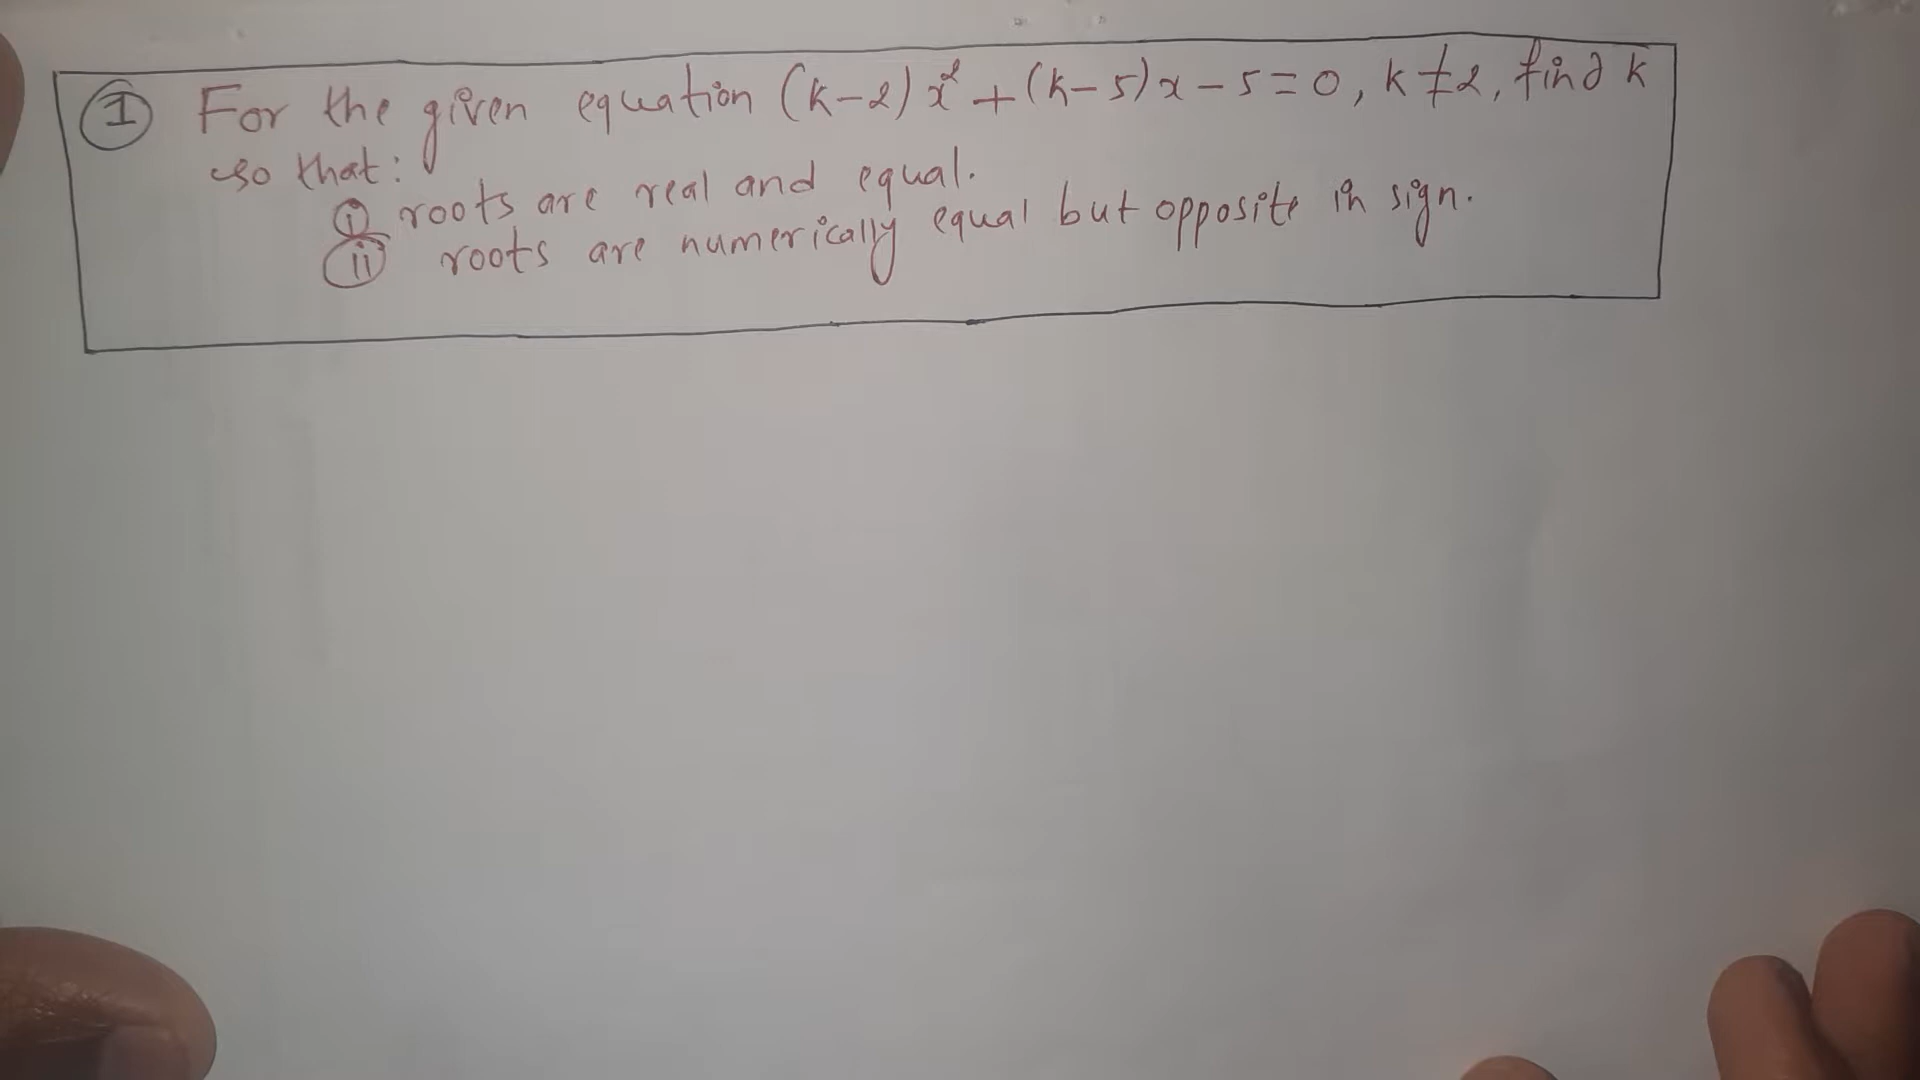 ① For the given equation (k-2)x² + (k-5)x - 5 = 0, k ≠ 2, find k
so that:
ⓘ roots are real and equal.
ⓘⓘ roots are numerically equal but opposite in sign.